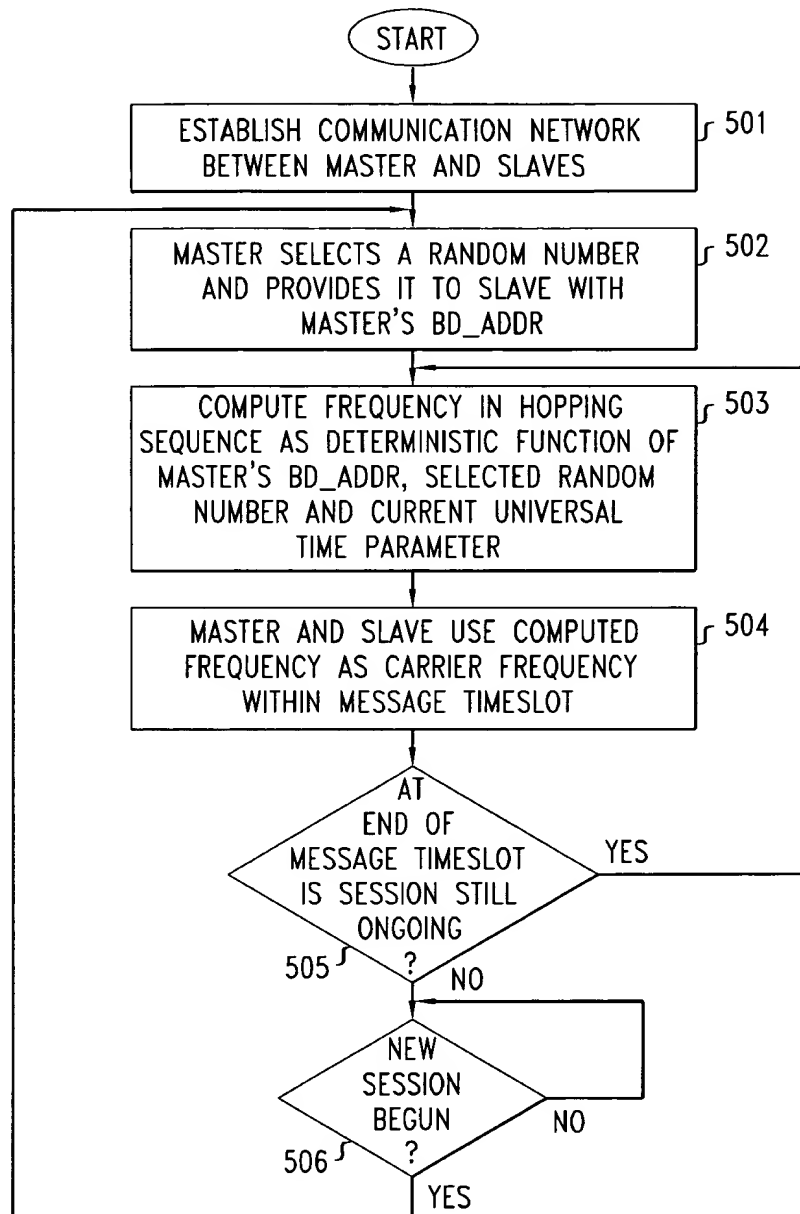 START
ESTABLISH COMMUNICATION NETWORK
BETWEEN MASTER AND SLAVES
501
MASTER SELECTS A RANDOM NUMBER
AND PROVIDES IT TO SLAVE WITH
MASTER'S BD_ADDR
502
COMPUTE FREQUENCY IN HOPPING
SEQUENCE AS DETERMINISTIC FUNCTION OF
MASTER'S BD_ADDR, SELECTED RANDOM
NUMBER AND CURRENT UNIVERSAL
TIME PARAMETER
503
MASTER AND SLAVE USE COMPUTED
FREQUENCY AS CARRIER FREQUENCY
WITHIN MESSAGE TIMESLOT
504
AT
END OF
MESSAGE TIMESLOT
IS SESSION STILL
ONGOING
?
YES
505
NO
NEW
SESSION
BEGUN
?
NO
506
YES